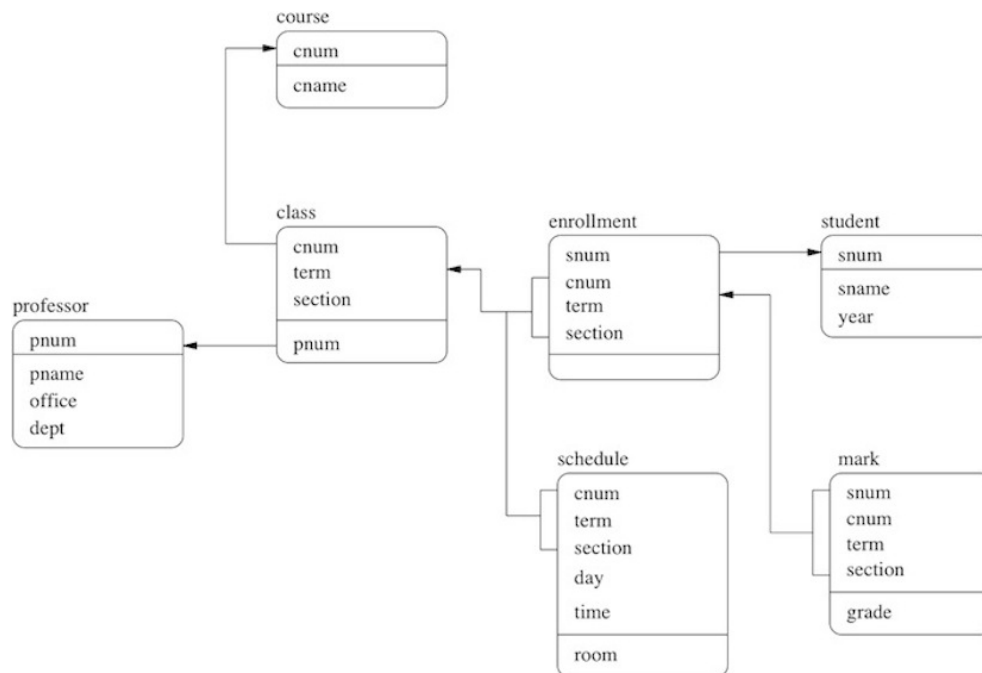 course
cnum
cname
class
cnum
term
section
pnum
professor
pnum
pname
office
dept
enrollment
snum
cnum
term
section
student
snum
sname
year
schedule
cnum
term
section
day
time
room
mark
snum
cnum
term
section
grade